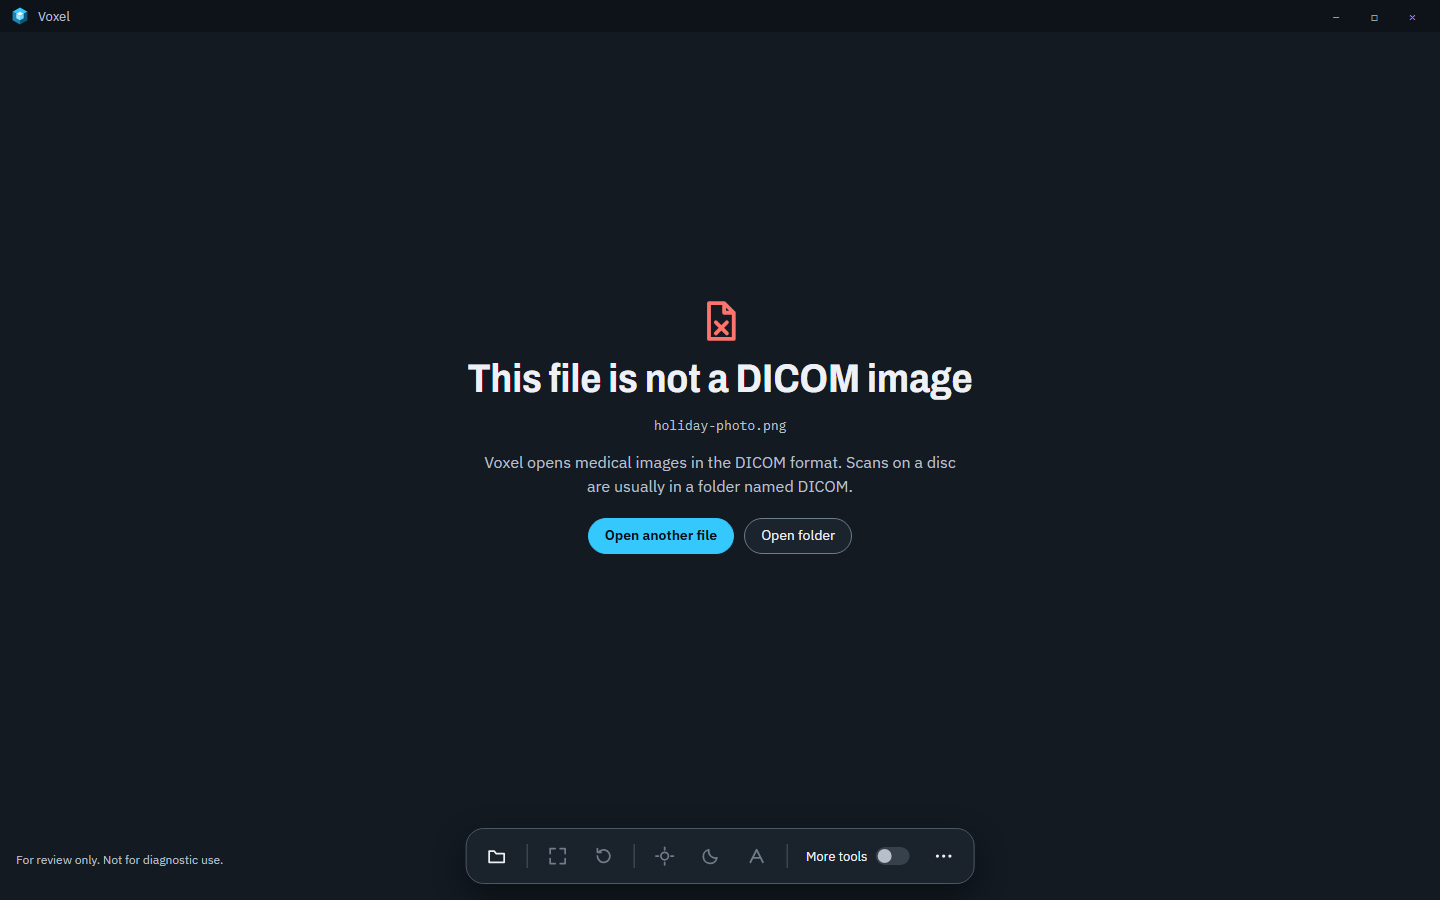 Voxel
This file is not a DICOM image
holiday-photo.png
Voxel opens medical images in the DICOM format. Scans on a disc
are usually in a folder named DICOM.
Open another file
Open folder
For review only. Not for diagnostic use.
More tools